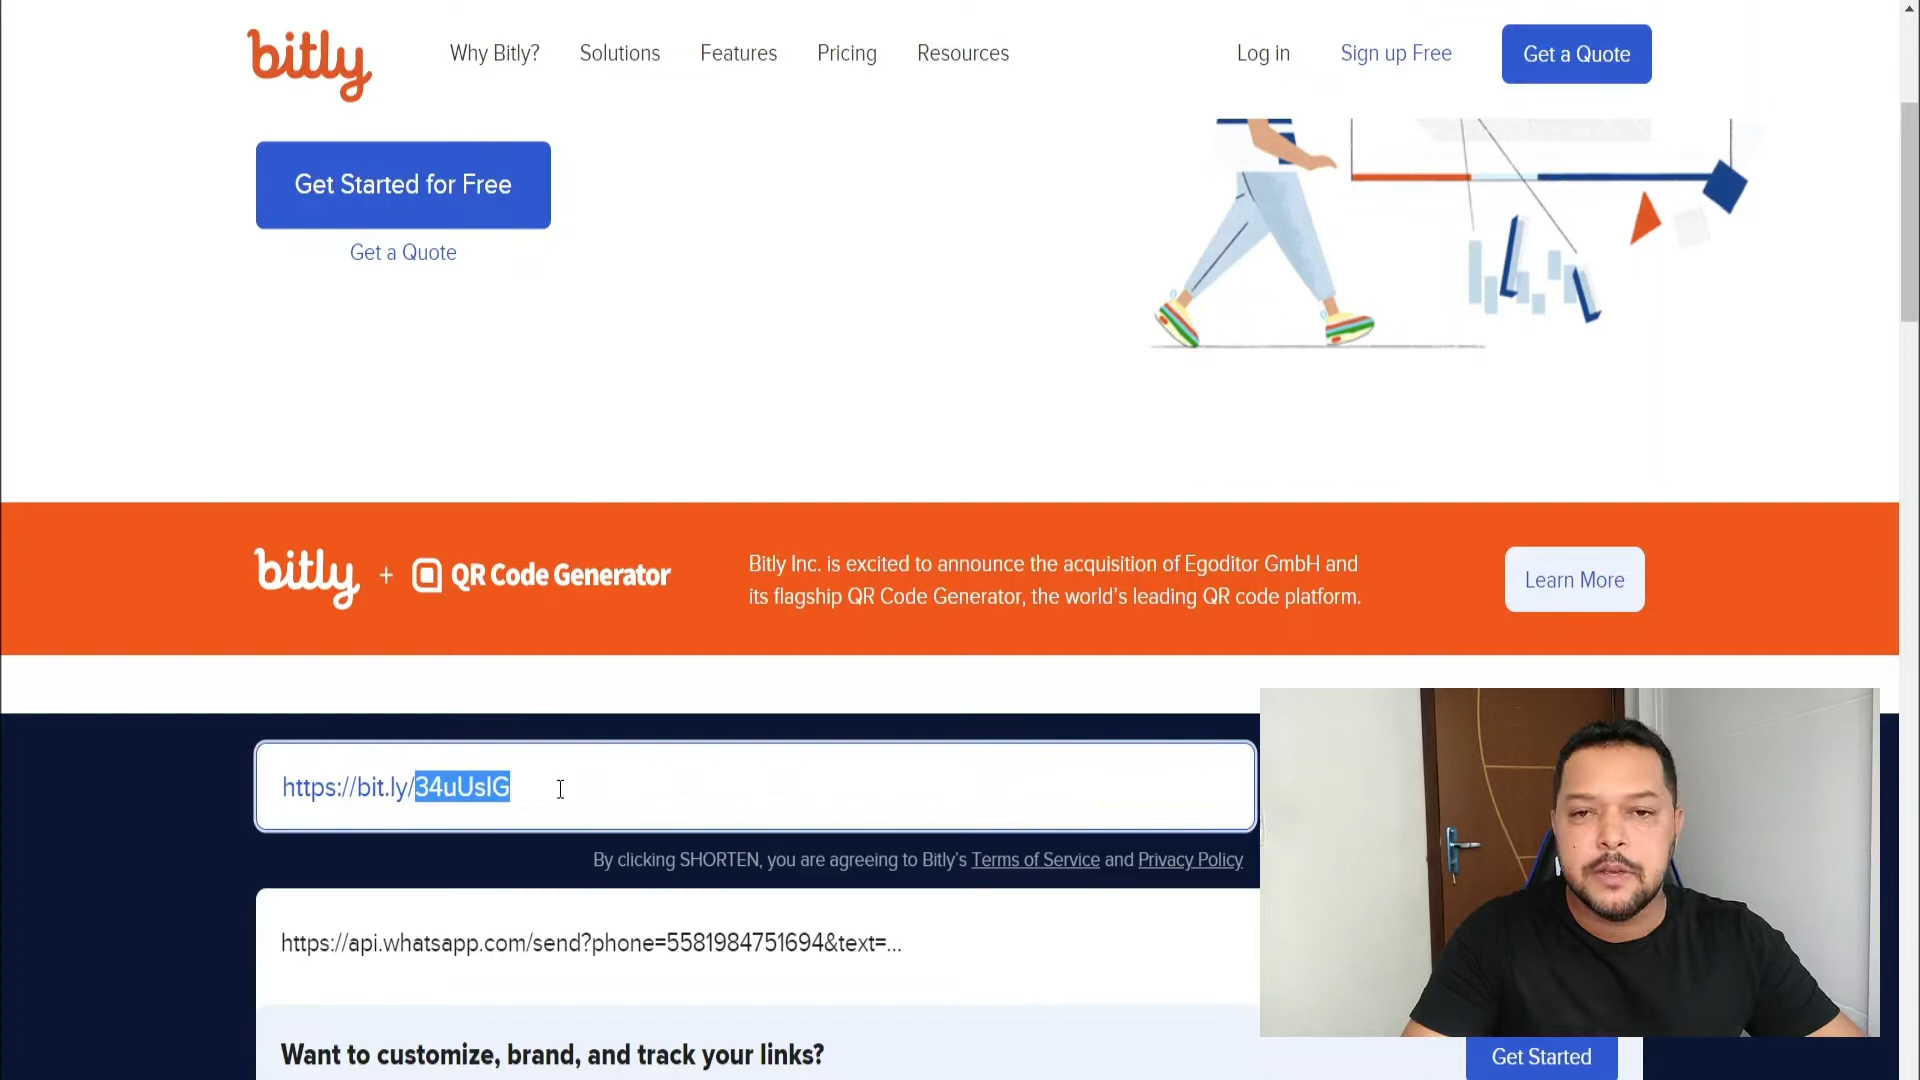 bitly
Why Bitly?
Solutions
Features
Pricing
Resources
Log in
Sign up Free
Get a Quote
Get Started for Free
Get a Quote
bitly + QR Code Generator
Bitly Inc. is excited to announce the acquisition of Egoditor GmbH and
its flagship QR Code Generator, the world’s leading QR code platform.
Learn More
https://bit.ly/34uUslG
By clicking SHORTEN, you are agreeing to Bitly’s Terms of Service and Privacy Policy
https://api.whatsapp.com/send?phone=5581984751694&text=...
Want to customize, brand, and track your links?
Get Started